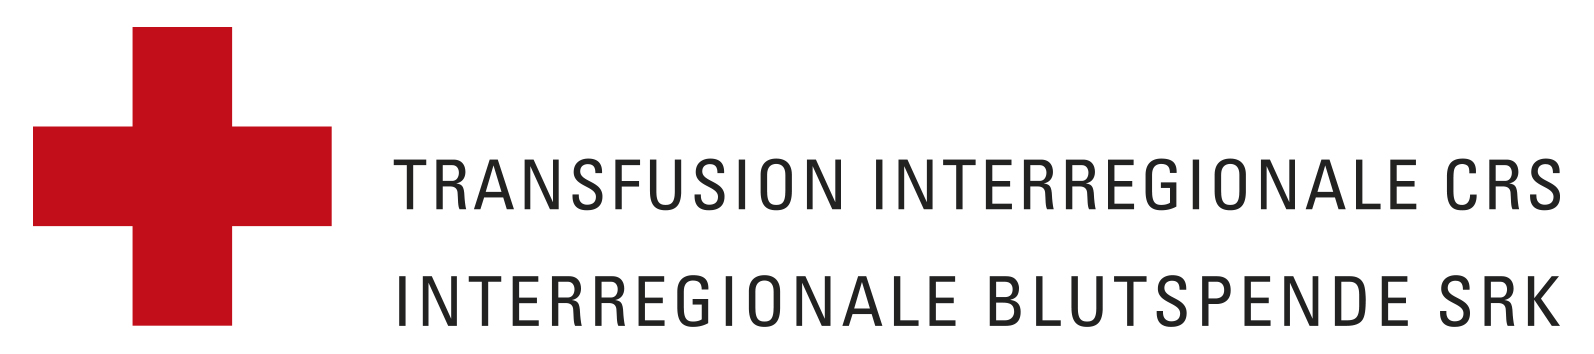 TRANSFUSION INTERREGIONALE CRS
INTERREGIONALE BLUTSPENDE SRK